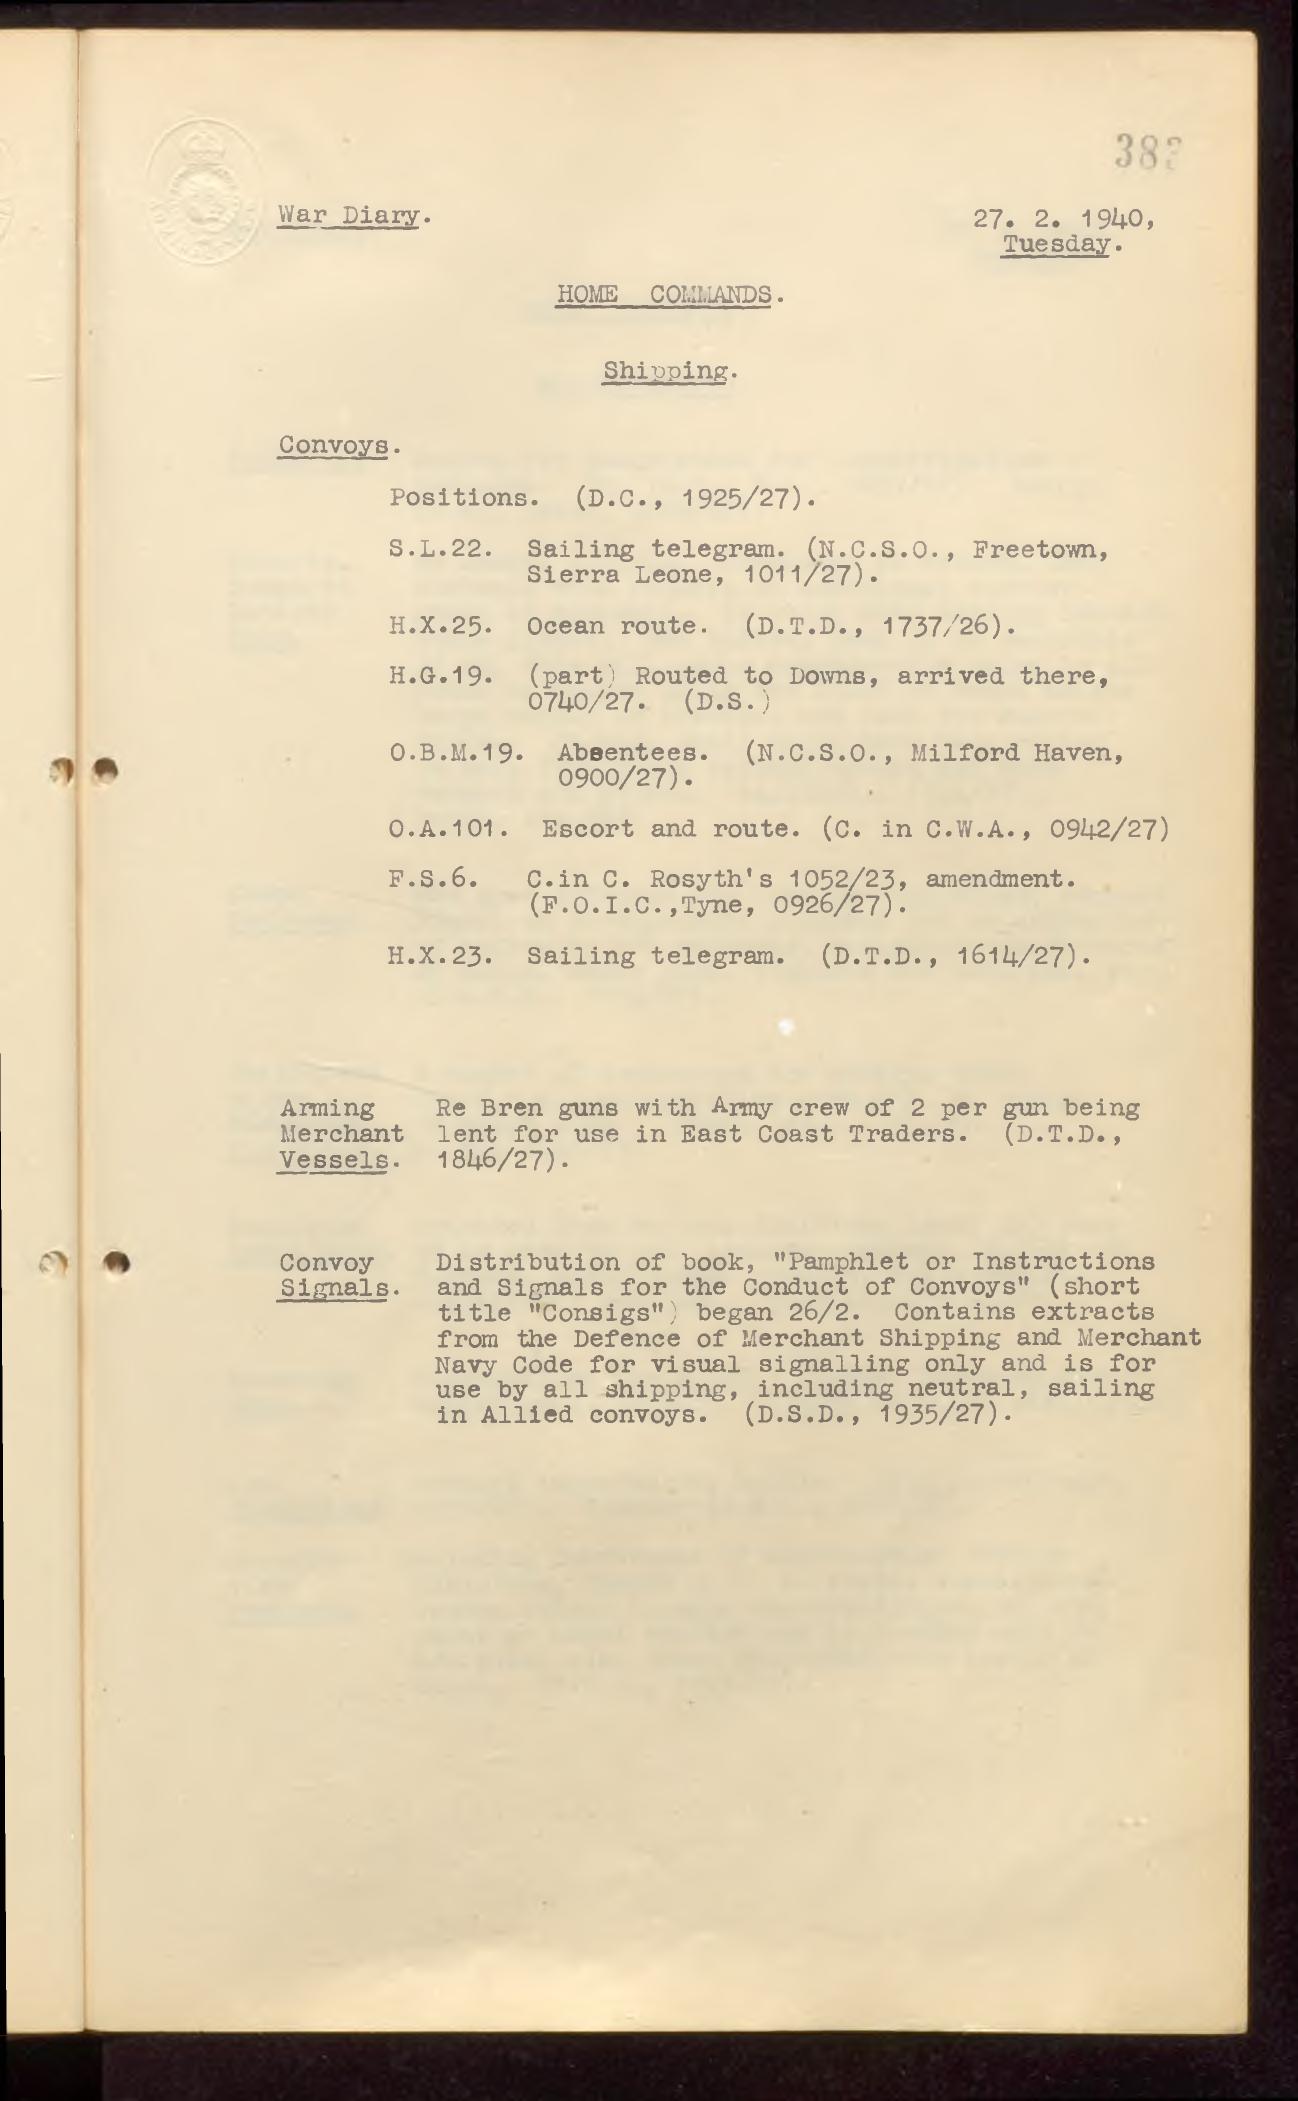 War Diary.
27. 2. 1940,
Tuesday.
HOME COMMANDS.
Shipping.
Convoys.
Positions. (D.C., 1925/27).
S.L.22. Sailing telegram. (N.C.S.O., Freetown,
Sierra Leone, 1011/27).
H.X.25. Ocean route. (D.T.D., 1737/26).
H.G.19. (part) Routed to Downs, arrived there,
0740/27. (D.S.)
O.B.M.19. Absentees. (N.C.S.O., Milford Haven,
0900/27).
O.A.101. Escort and route. (C. in C.W.A., 0942/27)
F.S.6. C.in C. Rosyth's 1052/23, amendment.
(F.O.I.C.,Tyne, 0926/27).
H.X.23. Sailing telegram. (D.T.D., 1614/27).
Arming Re Bren guns with Army crew of 2 per gun being
Merchant lent for use in East Coast Traders. (D.T.D.,
Vessels. 1846/27).
Convoy Distribution of book, "Pamphlet or Instructions
Signals. and Signals for the Conduct of Convoys" (short
title "Consigs") began 26/2. Contains extracts
from the Defence of Merchant Shipping and Merchant
Navy Code for visual signalling only and is for
use by all shipping, including neutral, sailing
in Allied convoys. (D.S.D., 1935/27).